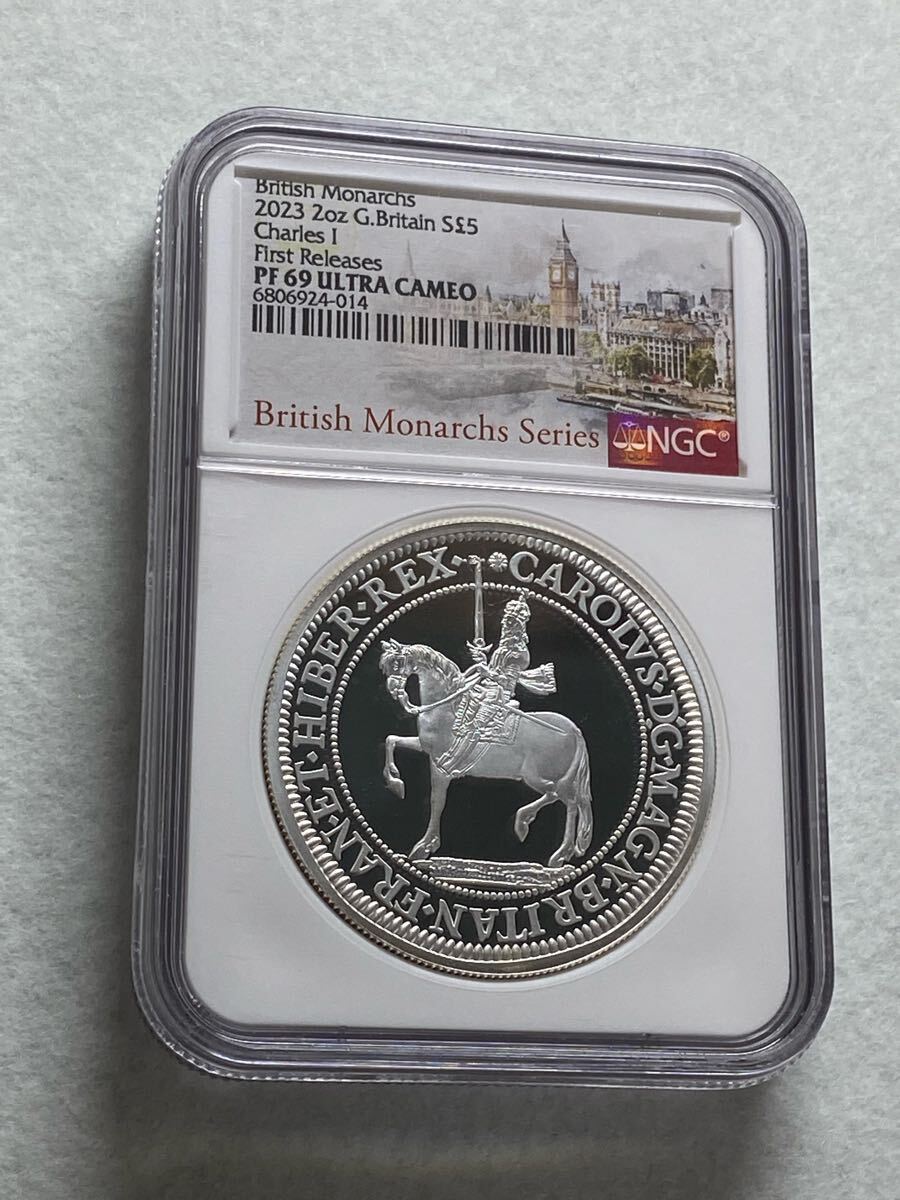 British Monarchs
2023 2oz G.Britain S£5
Charles I
First Releases
PF 69 ULTRA CAMEO
6806924-014
British Monarchs Series
NGC®
CAROLVS·D'G·MAG·N·BRITAN·FRAN·ET·HIBER·REX·